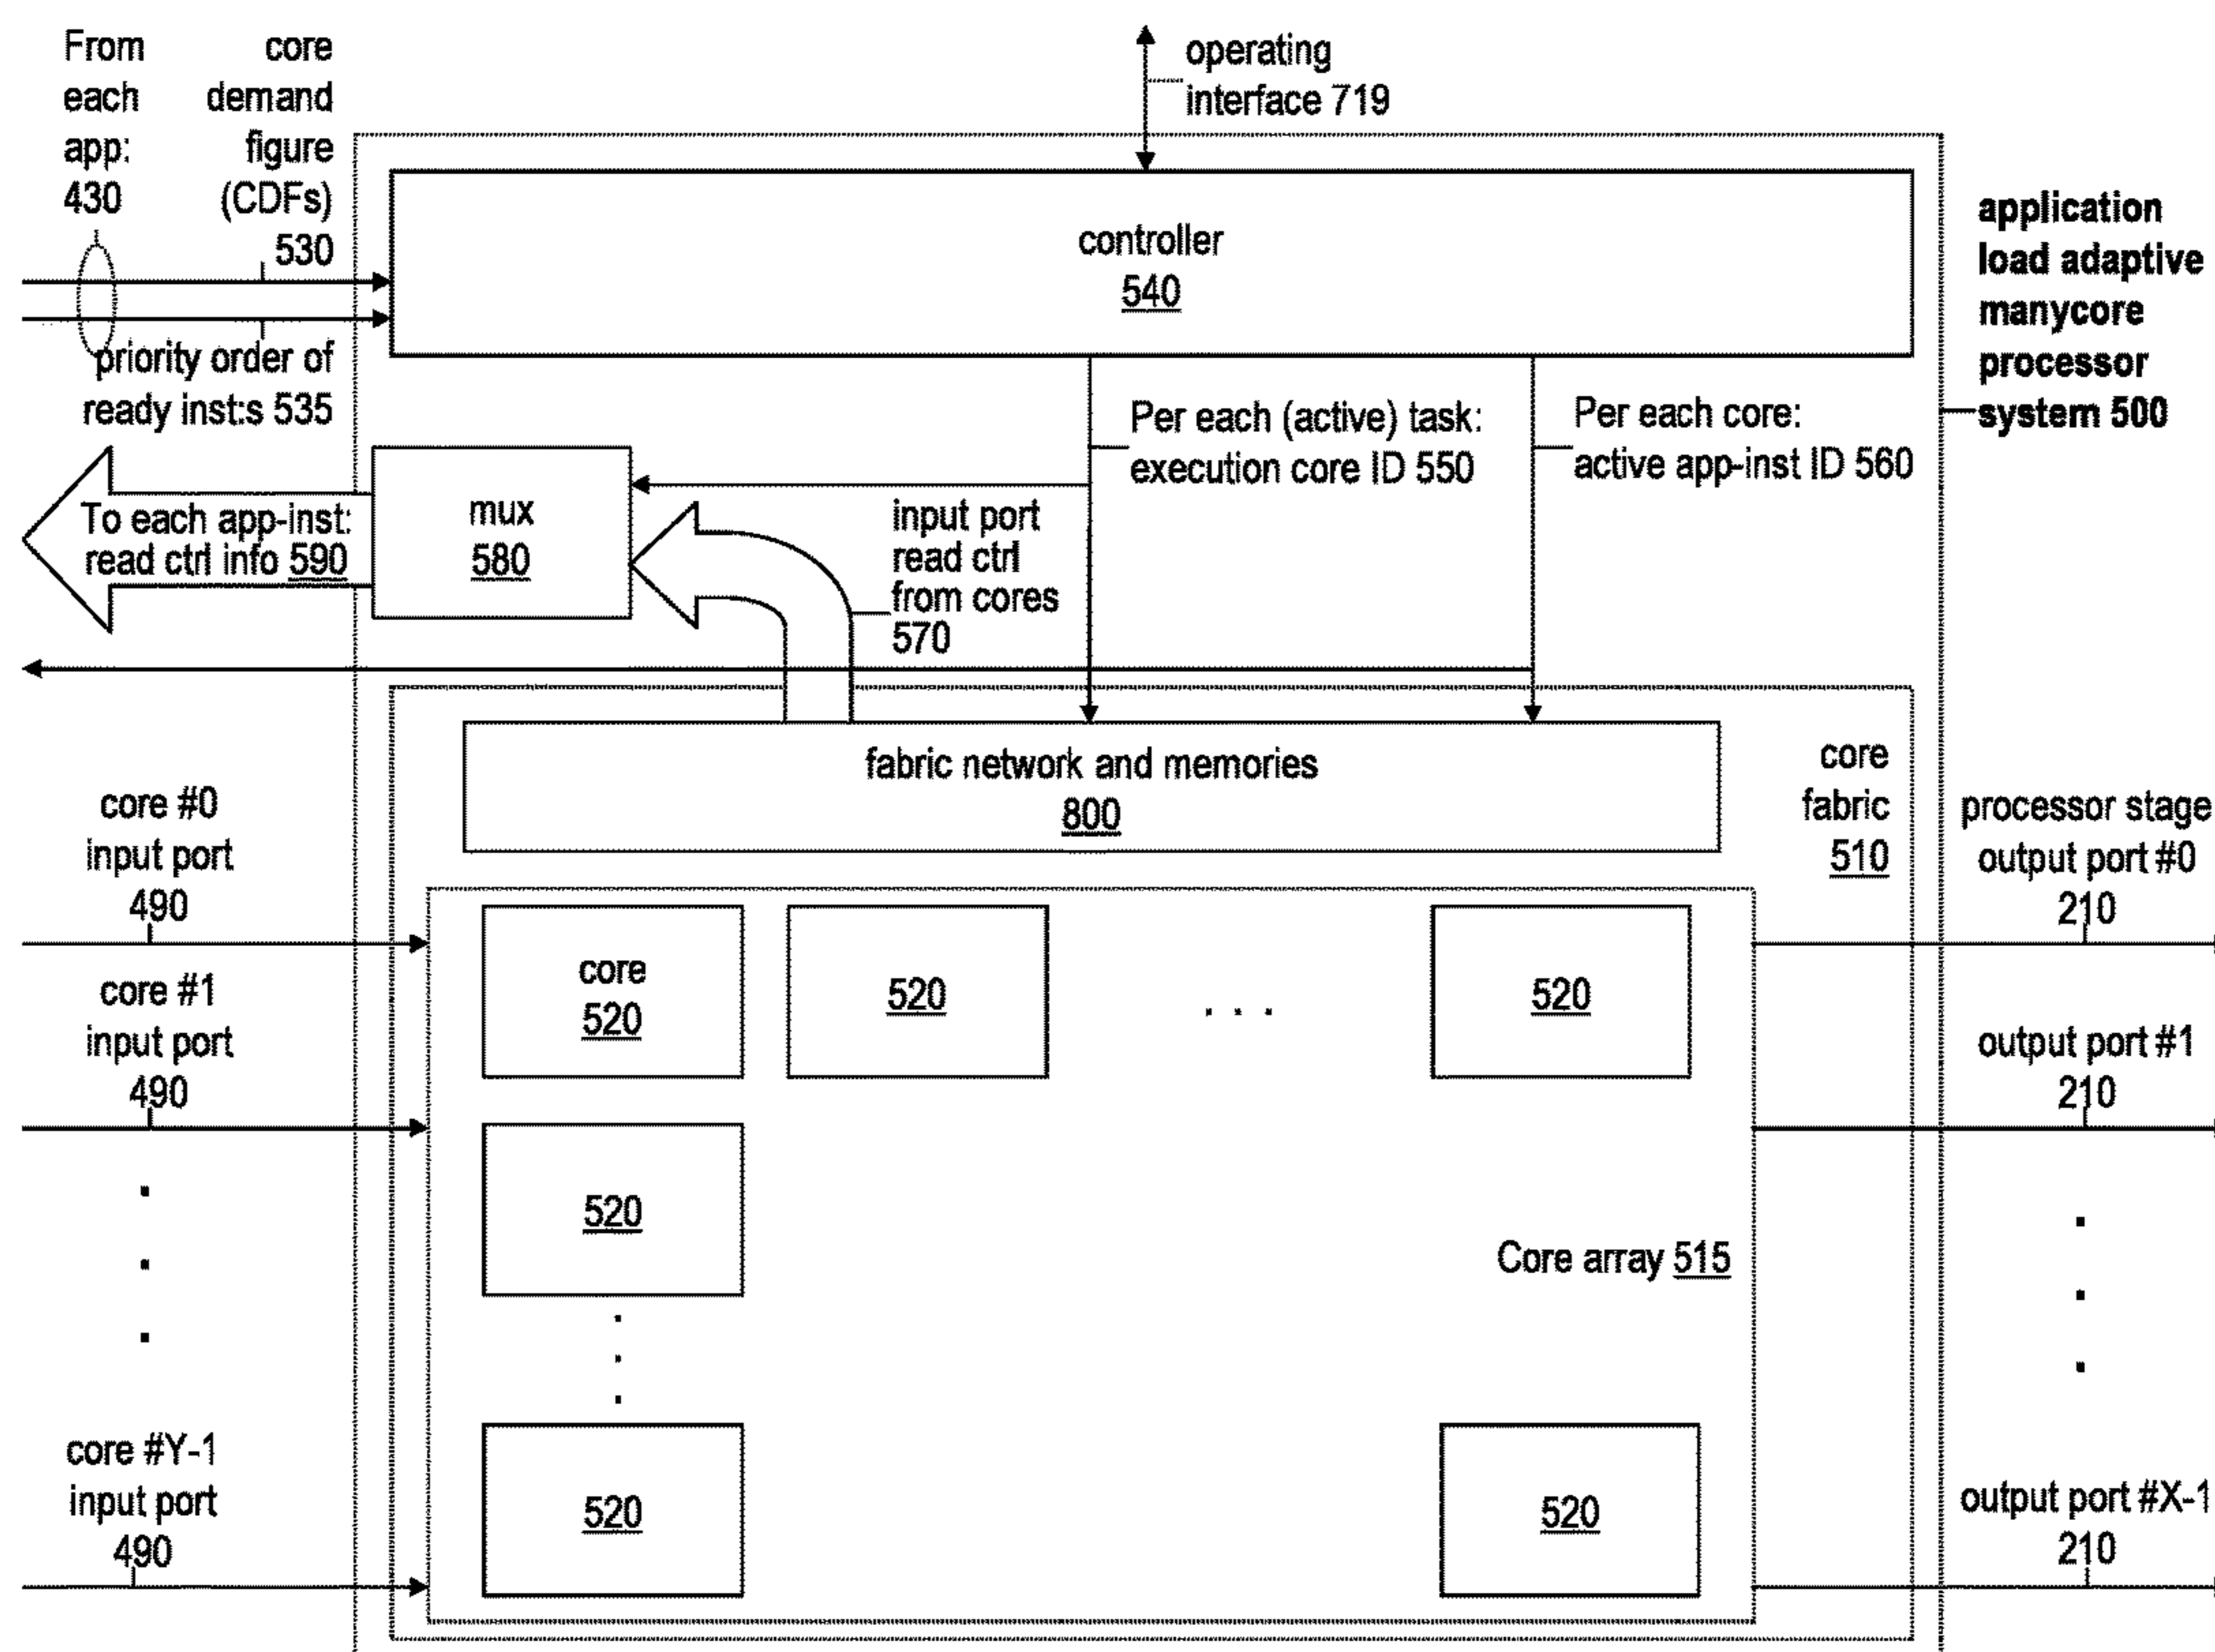 From
each
app:
430
core
demand
figure
(CDFs)
530
operating
interface 719
controller
540
application
load adaptive
manycore
processor
system 500
priority order of
ready inst:s 535
Per each (active) task:
execution core ID 550
Per each core:
active app-inst ID 560
To each app-inst:
read ctrl info 590
mux
580
input port
read ctrl
from cores
570
fabric network and memories
800
core
fabric
510
core #0
input port
490
processor stage
output port #0
210
core
520
520
. . .
520
core #1
input port
490
output port #1
210
520
Core array 515
core #Y-1
input port
490
520
520
output port #X-1
210